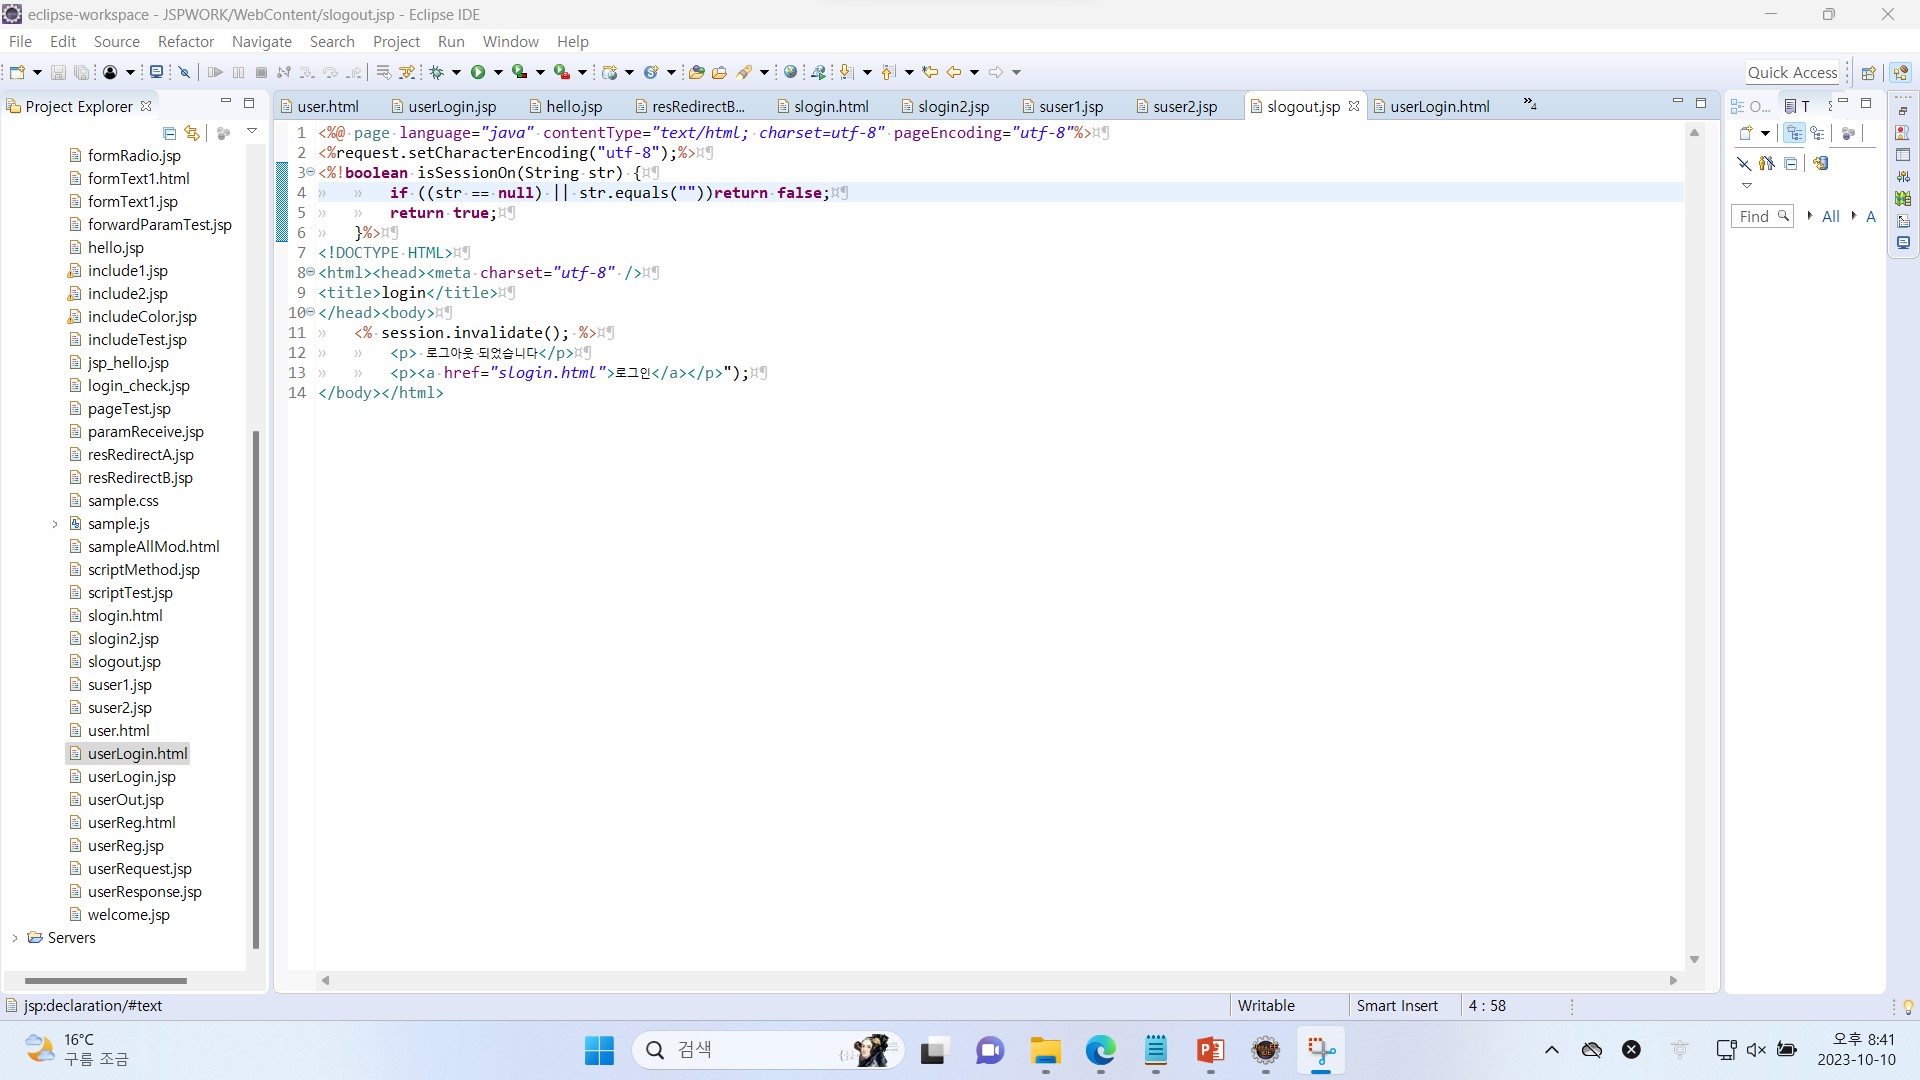 eclipse-workspace - JSPWORK/WebContent/slogout.jsp - Eclipse IDE
File Edit Source Refactor Navigate Search Project Run Window Help
Quick Access
Project Explorer
user.html userLogin.jsp hello.jsp resRedirectB... slogin.html slogin2.jsp suser1.jsp suser2.jsp slogout.jsp userLogin.html »4
O... T
formRadio.jsp
formText1.html
formText1.jsp
forwardParamTest.jsp
hello.jsp
include1.jsp
include2.jsp
includeColor.jsp
includeTest.jsp
jsp_hello.jsp
login_check.jsp
pageTest.jsp
paramReceive.jsp
resRedirectA.jsp
resRedirectB.jsp
sample.css
sample.js
sampleAllMod.html
scriptMethod.jsp
scriptTest.jsp
slogin.html
slogin2.jsp
slogout.jsp
suser1.jsp
suser2.jsp
user.html
userLogin.html
userLogin.jsp
userOut.jsp
userReg.html
userReg.jsp
userRequest.jsp
userResponse.jsp
welcome.jsp
Servers
1 <%@ page language="java" contentType="text/html; charset=utf-8" pageEncoding="utf-8"%>¤¶
2 <%request.setCharacterEncoding("utf-8");%>¤¶
3 <%!boolean isSessionOn(String str) {¤¶
4 » » if ((str == null) || str.equals(""))return false;¤¶
5 » » return true;¤¶
6 » }%>¤¶
7 <!DOCTYPE HTML>¤¶
8 <html><head><meta charset="utf-8" />¤¶
9 <title>login</title>¤¶
10 </head><body>¤¶
11 » <% session.invalidate(); %>¤¶
12 » » <p> 로그아웃 되었습니다</p>¤¶
13 » » <p><a href="slogin.html">로그인</a></p>");¤¶
14 </body></html>
Find All A
jsp:declaration/#text
Writable
Smart Insert
4 : 58
16°C
구름 조금
검색
오후 8:41
2023-10-10